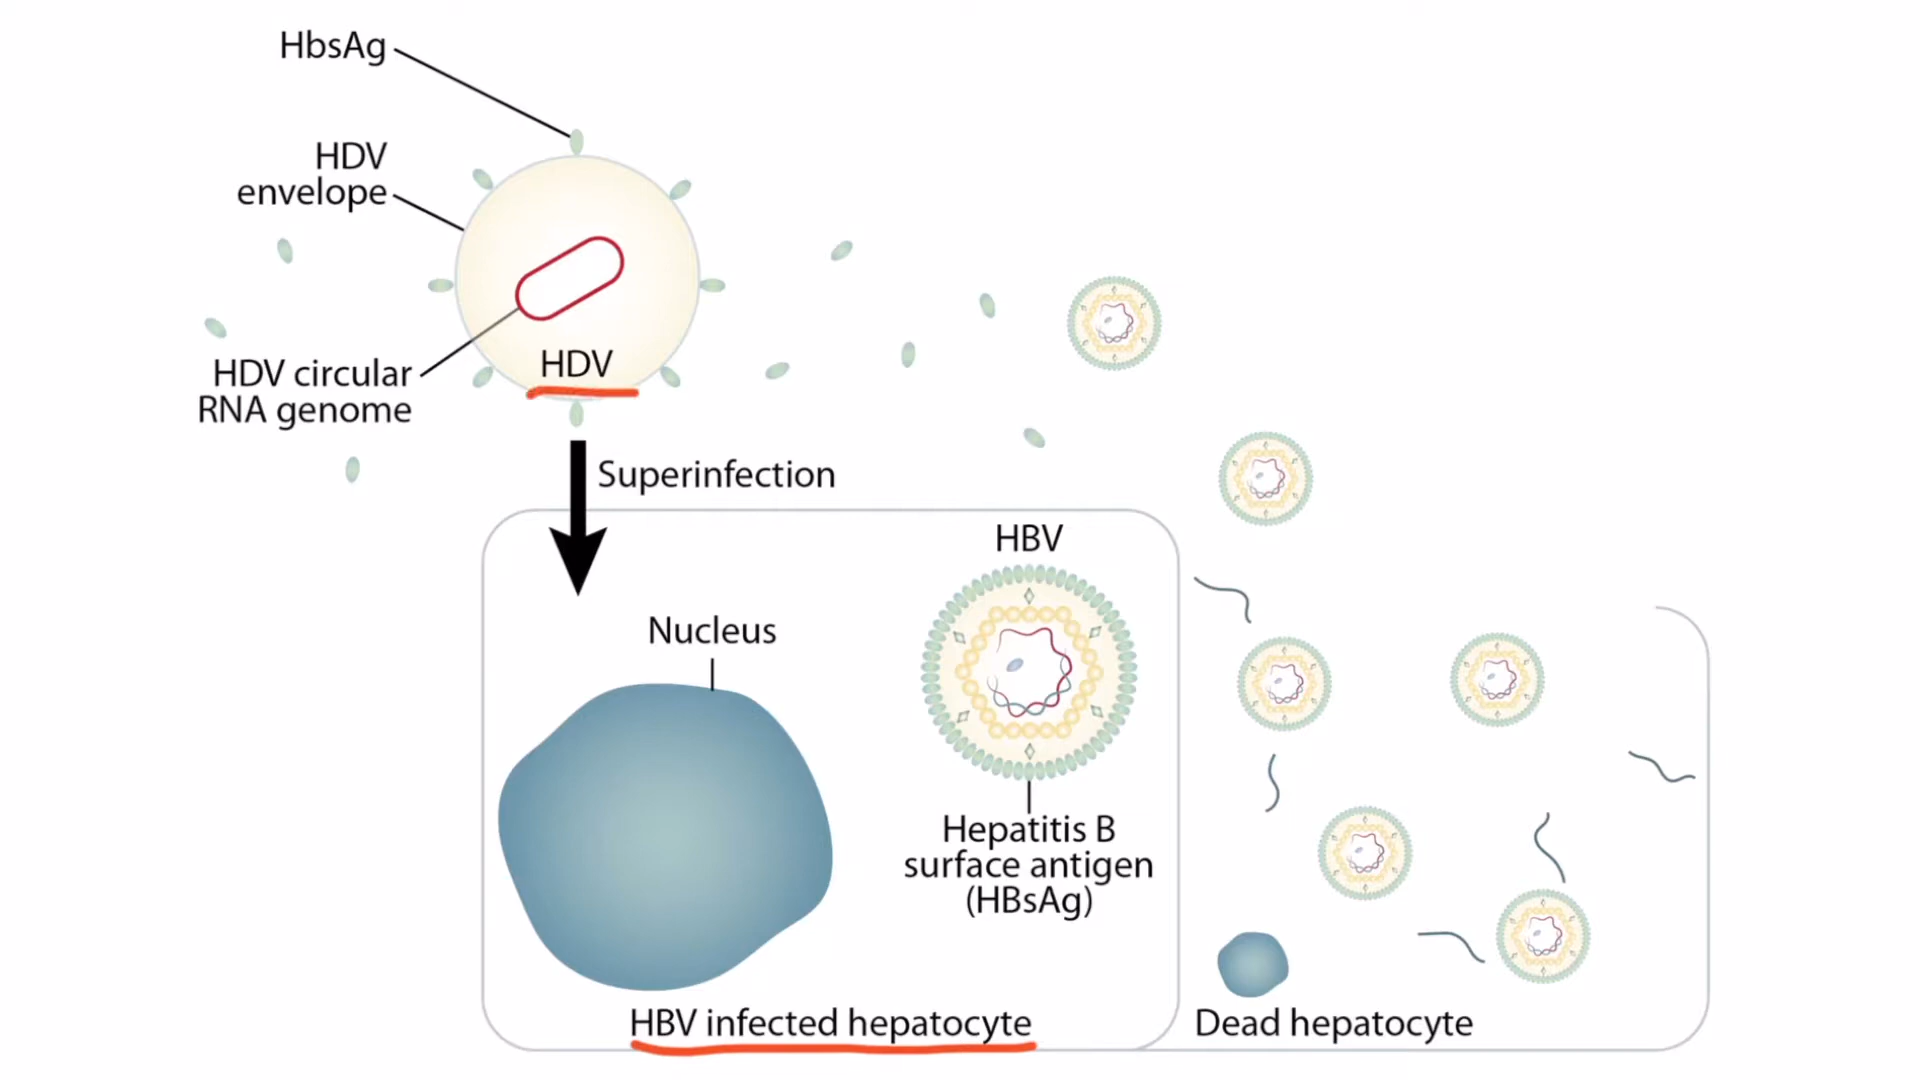 HbsAg
HDV
envelope
HDV circular
RNA genome
HDV
Superinfection
HBV
Nucleus
Hepatitis B
surface antigen
(HBsAg)
HBV infected hepatocyte
Dead hepatocyte